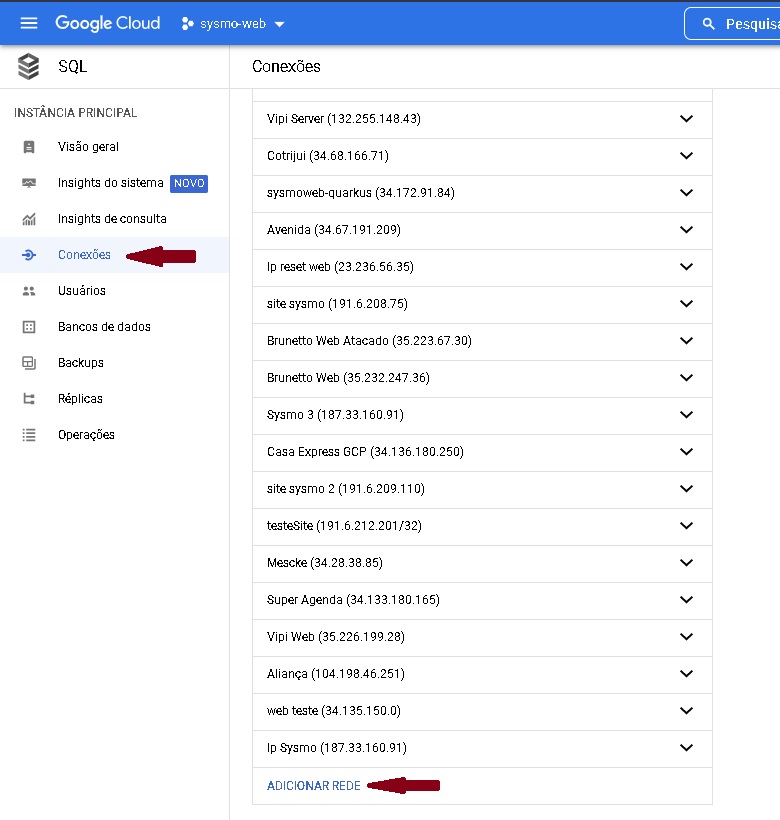 Google Cloud
sysmo-web
Pesquisa
SQL
Conexões
INSTÂNCIA PRINCIPAL
Visão geral
Insights do sistema NOVO
Insights de consulta
Conexões
Usuários
Bancos de dados
Backups
Réplicas
Operações
Vipi Server (132.255.148.43)
Cotrijui (34.68.166.71)
sysmoweb-quarkus (34.172.91.84)
Avenida (34.67.191.209)
Ip reset web (23.236.56.35)
site sysmo (191.6.208.75)
Brunetto Web Atacado (35.223.67.30)
Brunetto Web (35.232.247.36)
Sysmo 3 (187.33.160.91)
Casa Express GCP (34.136.180.250)
site sysmo 2 (191.6.209.110)
testeSite (191.6.212.201/32)
Mescke (34.28.38.85)
Super Agenda (34.133.180.165)
Vipi Web (35.226.199.28)
Aliança (104.198.46.251)
web teste (34.135.150.0)
Ip Sysmo (187.33.160.91)
ADICIONAR REDE